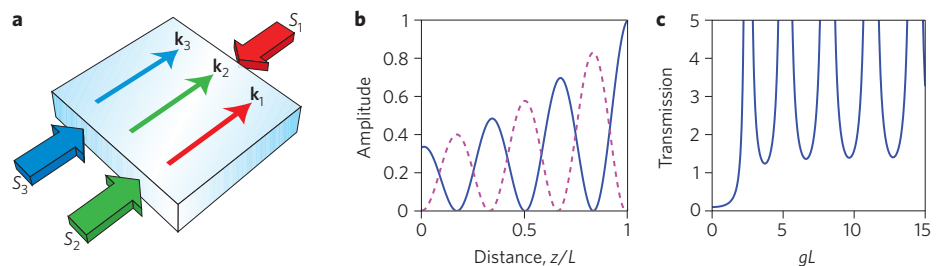 a
S₁
k₃
k₂
k₁
S₃
S₂
b
Amplitude
1
0.8
0.6
0.4
0.2
0
0
0.5
1
Distance, z/L
c
Transmission
5
4
3
2
1
0
0
5
10
15
gL